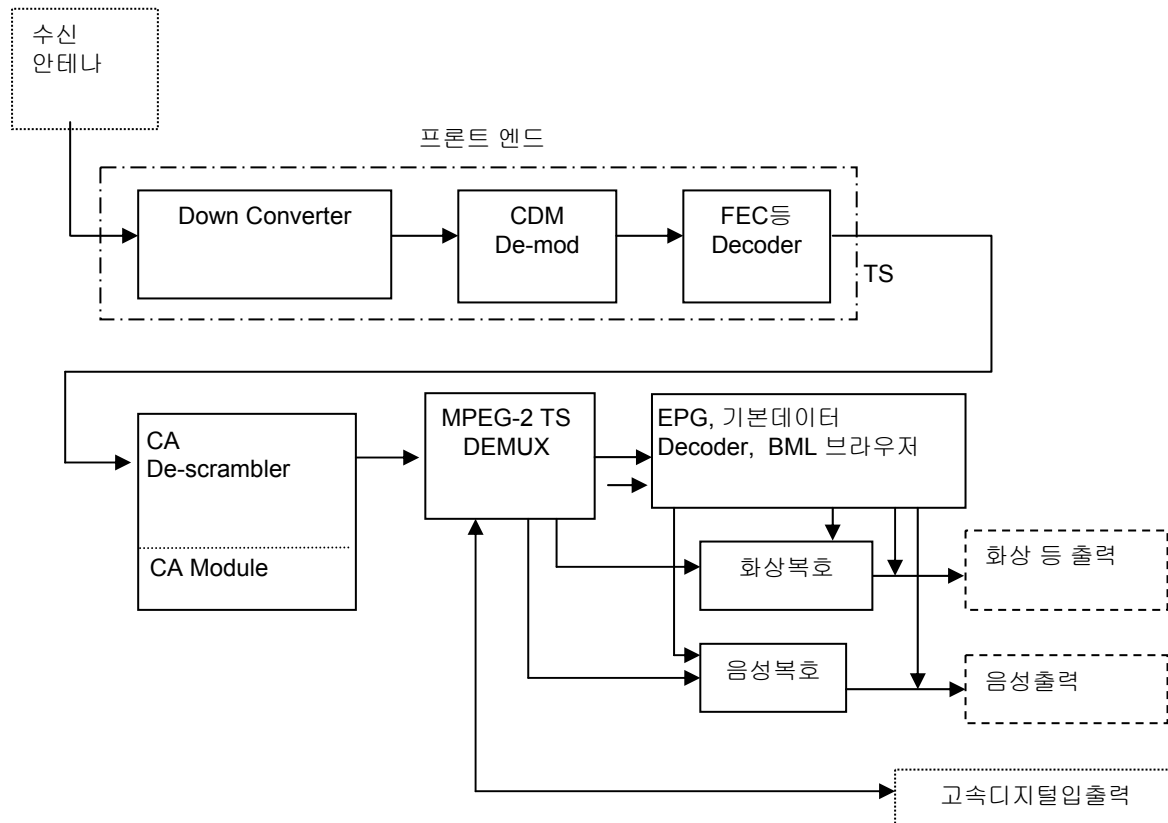 수신
안테나
프론트 엔드
Down Converter
CDM
De-mod
FEC등
Decoder
TS
CA
De-scrambler
CA Module
MPEG-2 TS
DEMUX
EPG, 기본데이터
Decoder, BML 브라우저
화상복호
화상 등 출력
음성복호
음성출력
고속디지털입출력